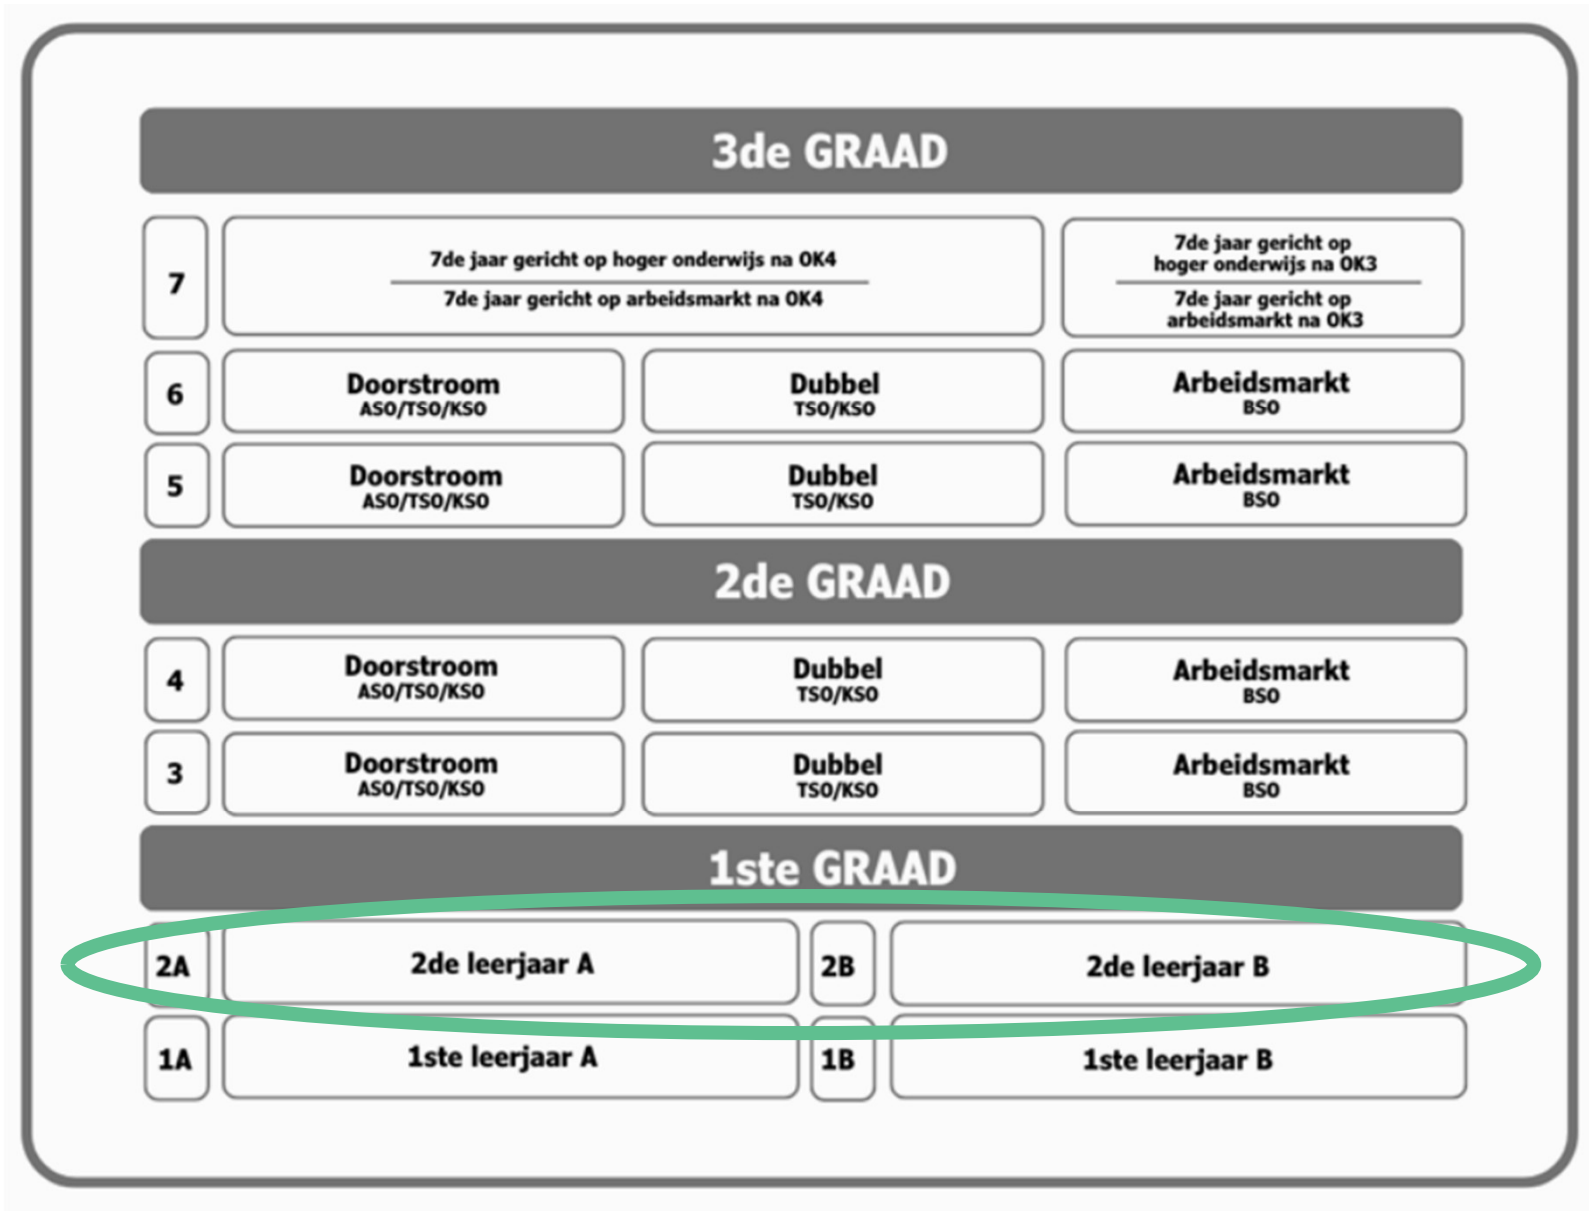 3de GRAAD
7
7de jaar gericht op hoger onderwijs na OK4
7de jaar gericht op arbeidsmarkt na OK4
7de jaar gericht op
hoger onderwijs na OK3
7de jaar gericht op
arbeidsmarkt na OK3
6
Doorstroom
ASO/TSO/KSO
Dubbel
TSO/KSO
Arbeidsmarkt
BSO
5
Doorstroom
ASO/TSO/KSO
Dubbel
TSO/KSO
Arbeidsmarkt
BSO
2de GRAAD
4
Doorstroom
ASO/TSO/KSO
Dubbel
TSO/KSO
Arbeidsmarkt
BSO
3
Doorstroom
ASO/TSO/KSO
Dubbel
TSO/KSO
Arbeidsmarkt
BSO
1ste GRAAD
2A
2de leerjaar A
2B
2de leerjaar B
1A
1ste leerjaar A
1B
1ste leerjaar B